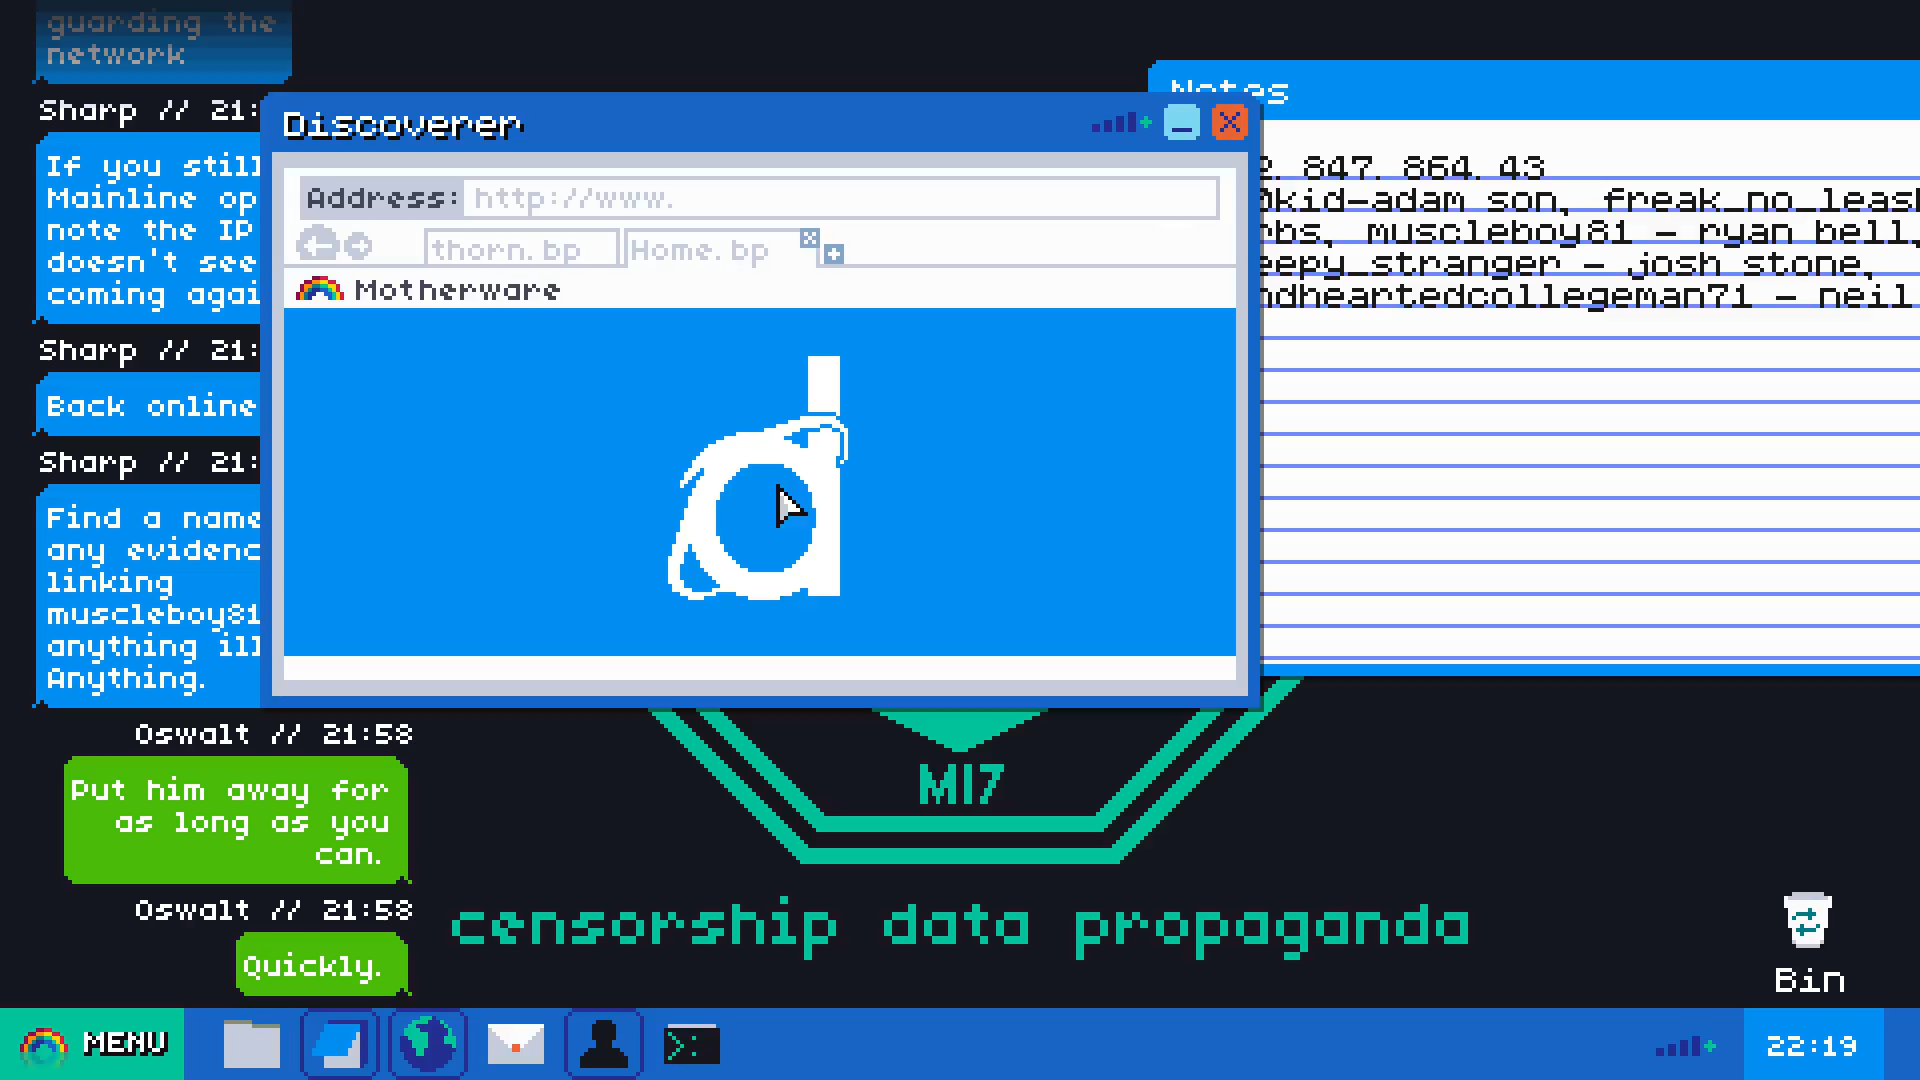 guarding the
network
Sharp // 21:
If you still
Mainline op
note the IP
doesn't see
coming agai
Sharp // 21:
Back online
Sharp // 21:
Find a name
any evidenc
linking
muscleboy81
anything ill
Anything.
Oswalt // 21:58
Put him away for
as long as you
can.
Oswalt // 21:58
Quickly.
Discoverer
Address: http://www.
thorn.bp
Home.bp
Motherware
Notes
2. 847. 864. 43
kid-adam son, freak_no_leash
bs, muscleboy81 - ryan bell,
eepy_stranger - josh stone,
ndheartedcollegeman71 - neil
MI7
censorship data propaganda
Bin
MENU
22:19